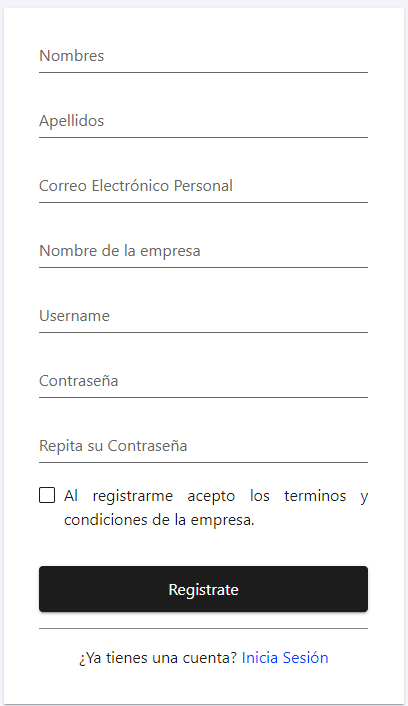 Nombres
Apellidos
Correo Electrónico Personal
Nombre de la empresa
Username
Contraseña
Repita su Contraseña
Al registrarme acepto los terminos y
condiciones de la empresa.
Registrate
¿Ya tienes una cuenta? Inicia Sesión